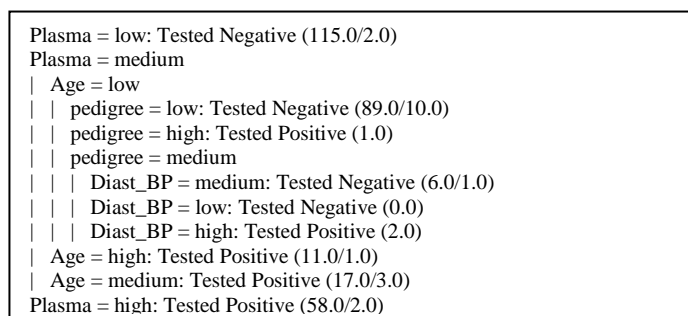 Plasma = low: Tested Negative (115.0/2.0)
Plasma = medium
| Age = low
| | pedigree = low: Tested Negative (89.0/10.0)
| | pedigree = high: Tested Positive (1.0)
| | pedigree = medium
| | | Diast_BP = medium: Tested Negative (6.0/1.0)
| | | Diast_BP = low: Tested Negative (0.0)
| | | Diast_BP = high: Tested Positive (2.0)
| Age = high: Tested Positive (11.0/1.0)
| Age = medium: Tested Positive (17.0/3.0)
Plasma = high: Tested Positive (58.0/2.0)